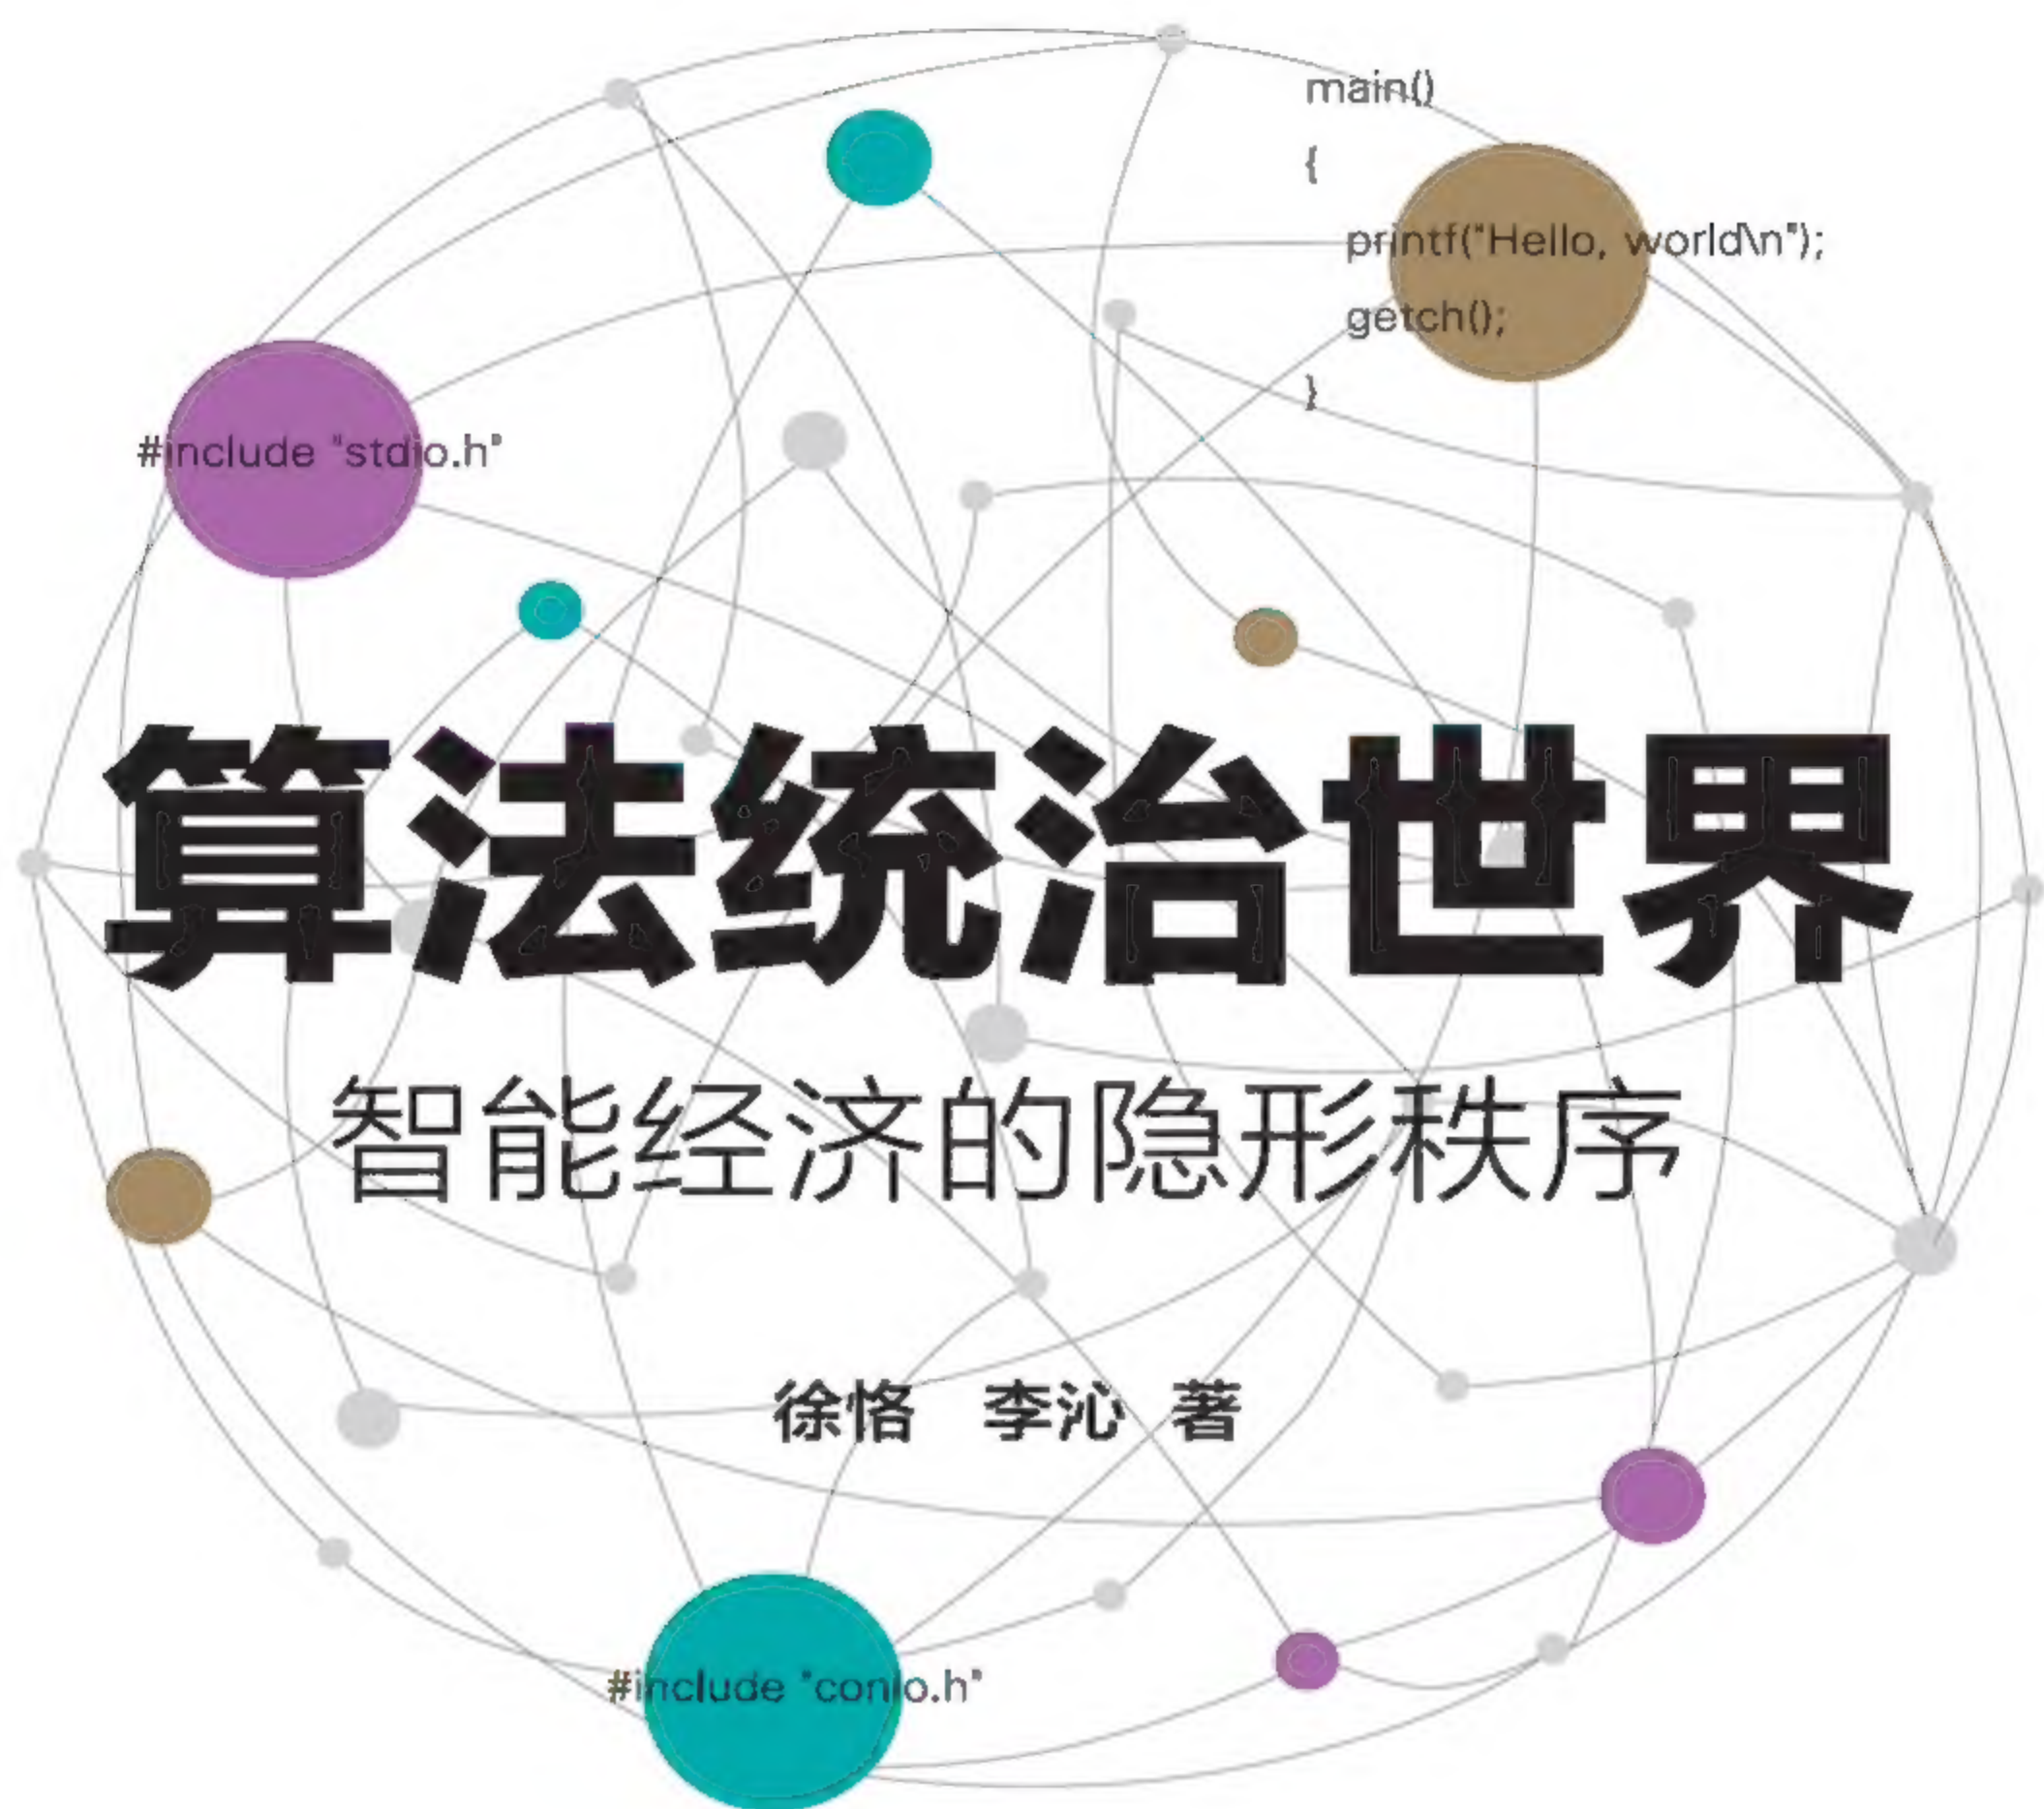 main()
{
printf("Hello, world\n");
getch();
}
#include "stdio.h"
算法统治世界
智能经济的隐形秩序
徐恪 李沁 著
#include "conio.h"